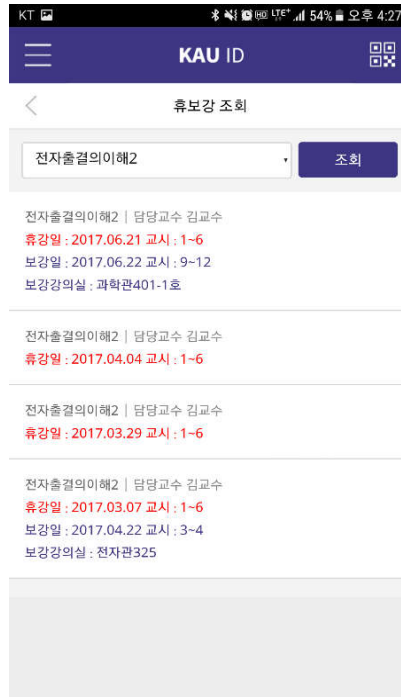 KT LTE+ 54% 오후 4:27
KAU ID
휴보강 조회
전자출결의이해2 조회
전자출결의이해2 | 담당교수 김교수
휴강일 : 2017.06.21 교시 : 1~6
보강일 : 2017.06.22 교시 : 9~12
보강강의실 : 과학관401-1호
전자출결의이해2 | 담당교수 김교수
휴강일 : 2017.04.04 교시 : 1~6
전자출결의이해2 | 담당교수 김교수
휴강일 : 2017.03.29 교시 : 1~6
전자출결의이해2 | 담당교수 김교수
휴강일 : 2017.03.07 교시 : 1~6
보강일 : 2017.04.22 교시 : 3~4
보강강의실 : 전자관325